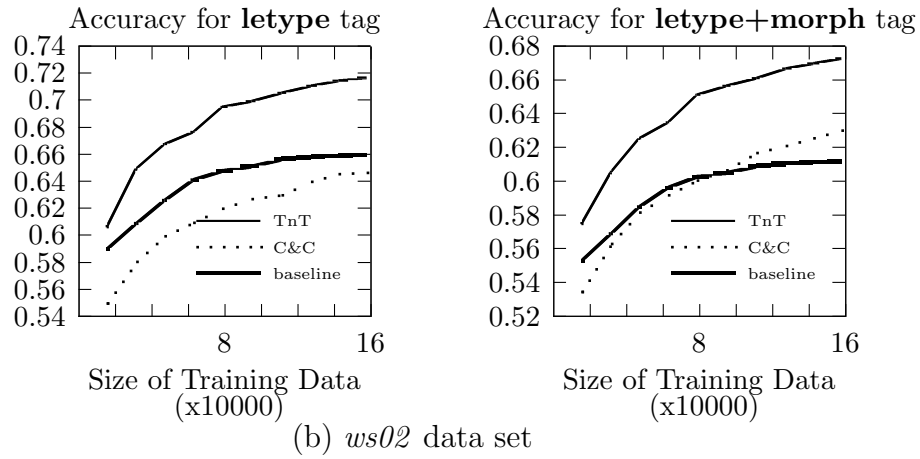 Accuracy for letype tag
0.74
0.72
0.7
0.68
0.66
0.64
0.62
0.6
0.58
0.56
0.54
TnT
C&C
baseline
8
16
Size of Training Data
(x10000)
Accuracy for letype+morph tag
0.68
0.66
0.64
0.62
0.6
0.58
0.56
0.54
0.52
TnT
C&C
baseline
8
16
Size of Training Data
(x10000)
(b) ws02 data set